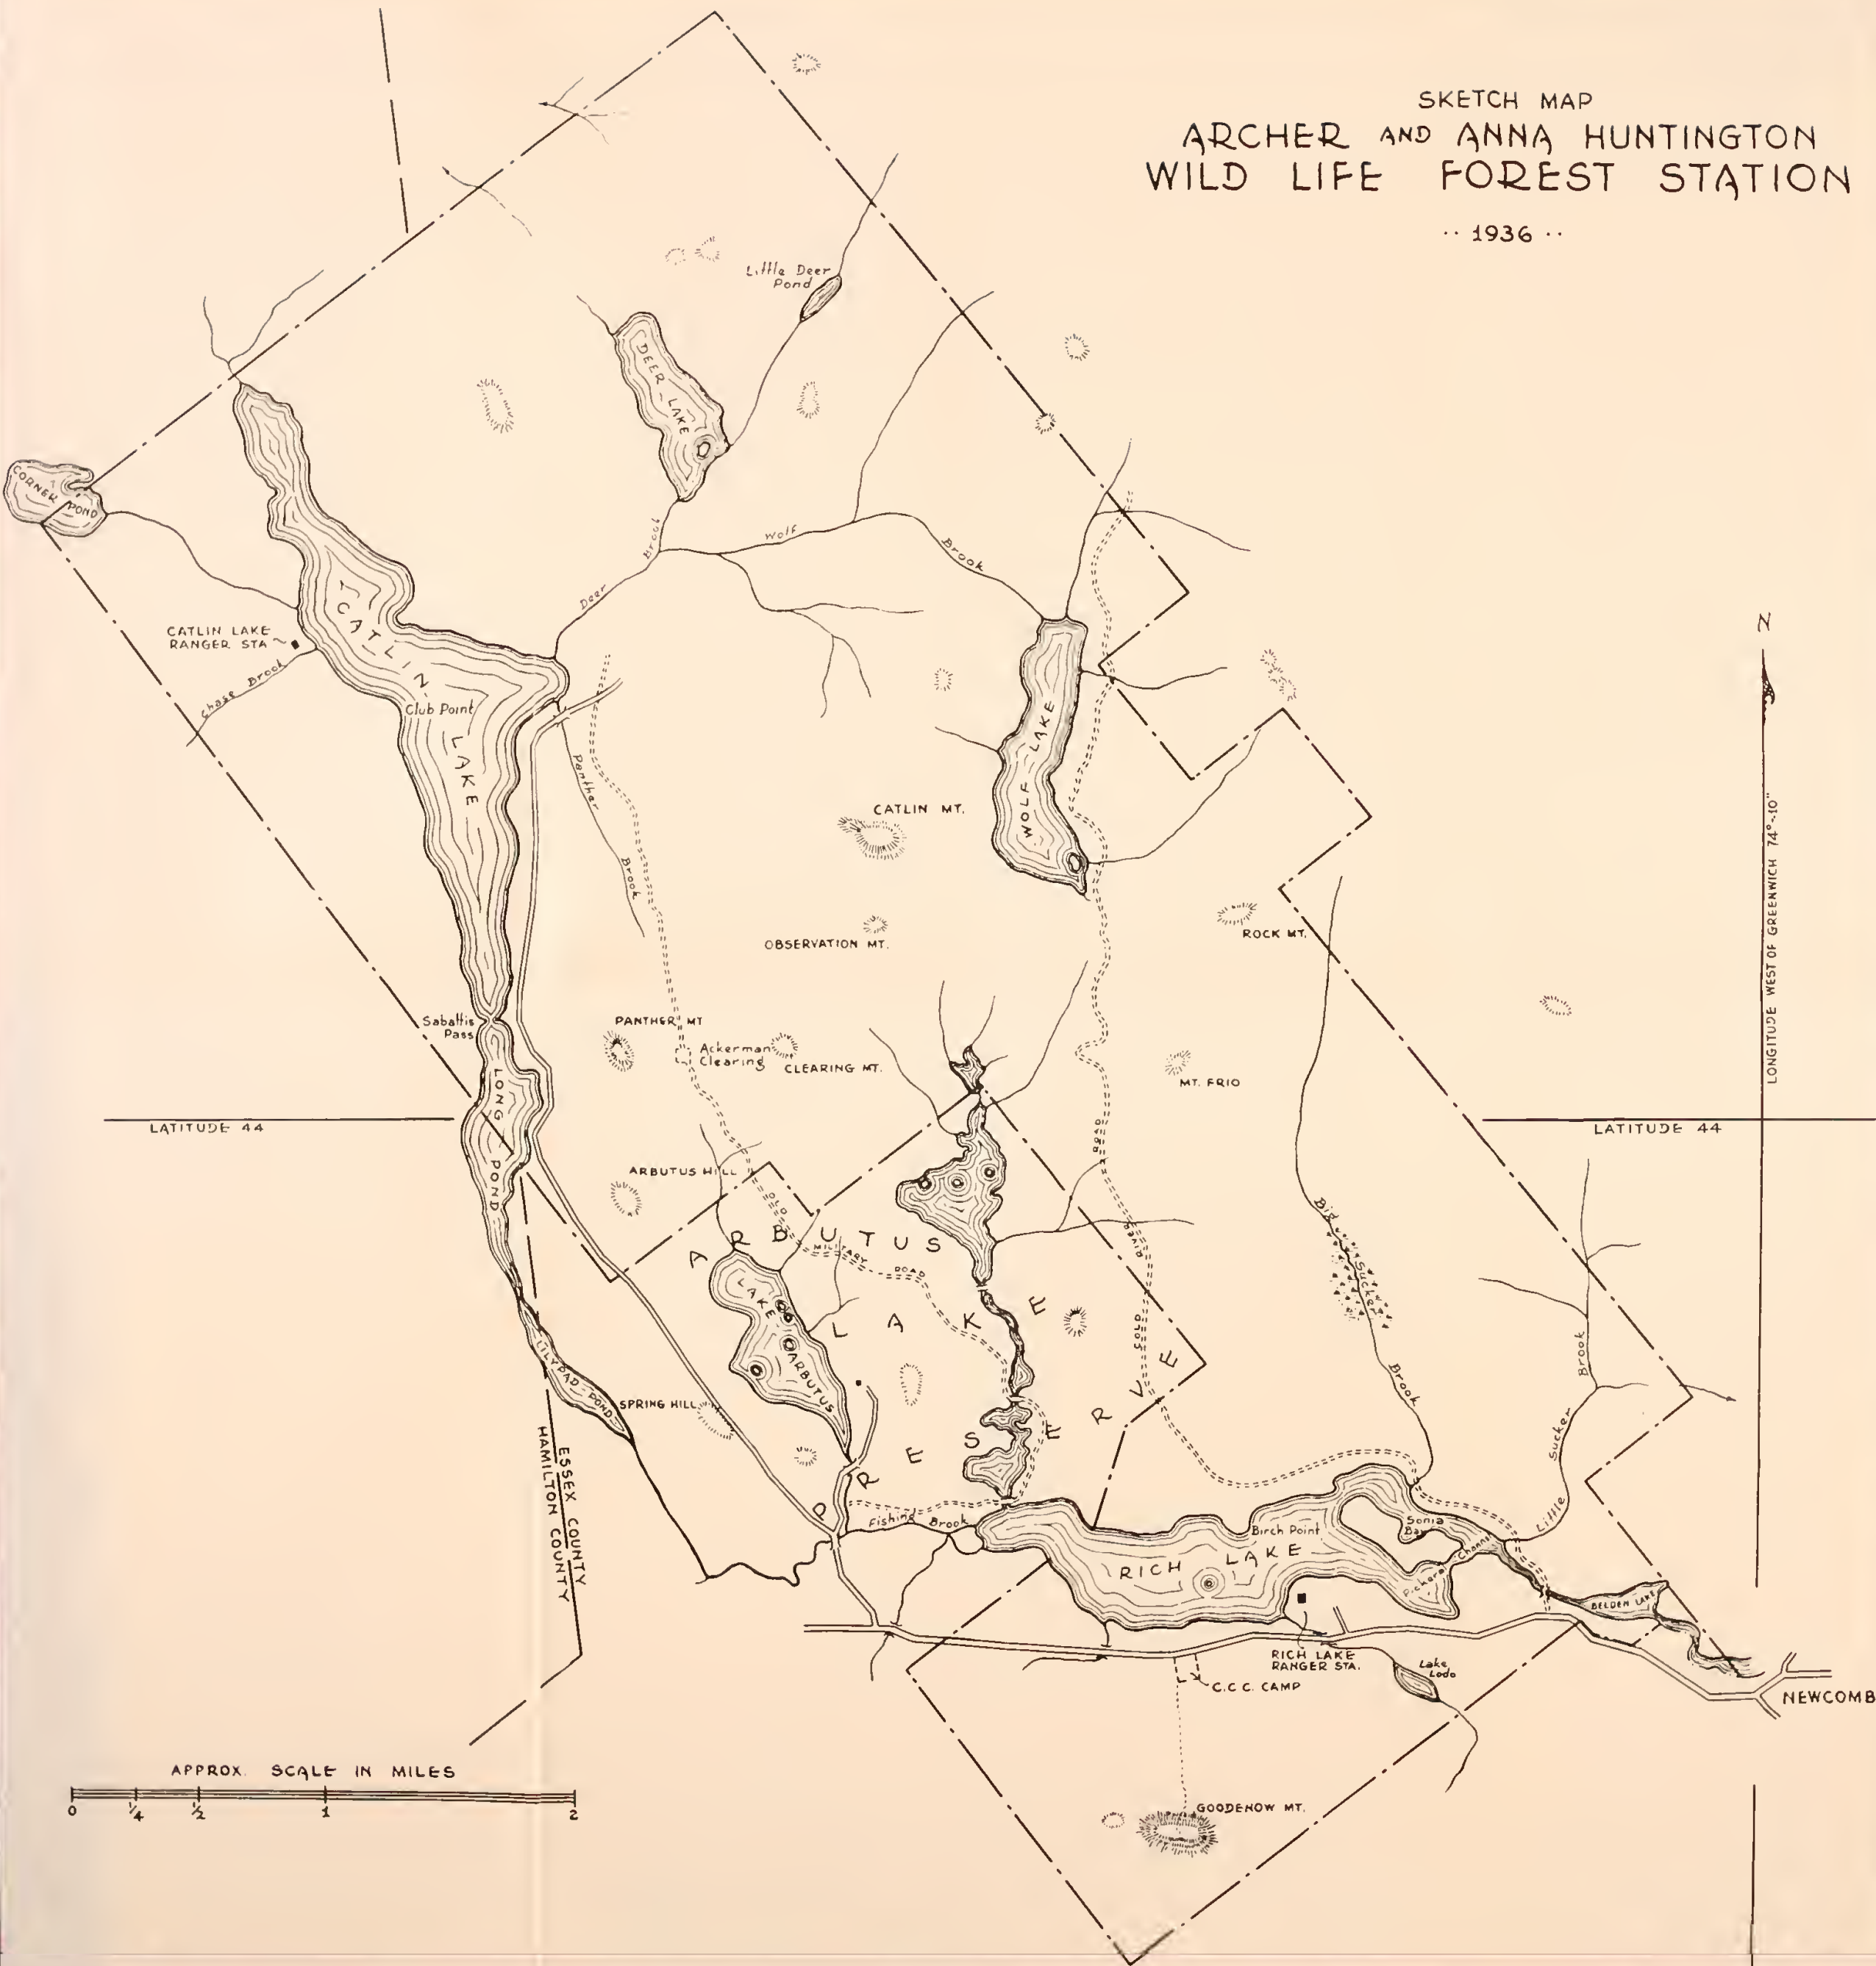 SKETCH MAP
ARCHER AND ANNA HUNTINGTON
WILD LIFE FOREST STATION
·· 1936 ··
Little Deer
Pond
DEER LAKE
CORNER POND
Wolf
Brook
Brook
Deer
CATLIN LAKE
RANGER STA
Chase Brook
CATLIN
Club Point
LAKE
N
Panther
Brook
WOLF LAKE
CATLIN MT.
LONGITUDE WEST OF GREENWICH 74°-10"
OBSERVATION MT.
ROCK MT.
Sabattis
Pass
PANTHER MT
Ackerman
Clearing
CLEARING MT.
MT. FRIO
LONG POND
LATITUDE 44
LATITUDE 44
ROAD
ARBUTUS HILL
OLD
MILITARY
ROAD
RIVER
ARBUTUS
LAKE
PRESERVE
LAKE ARBUTUS
GOLD
Big Sucker
Brook
Brook
Sucker
Little
LILYPAD POND
SPRING HILL
ESSEX COUNTY
HAMILTON COUNTY
Fishing Brook
Birch Point
Sonia
Bay
RICH LAKE
Pickerel Channel
BELDEN LAKE
RICH LAKE
RANGER STA.
Lake
Lodo
C.C.C. CAMP
NEWCOMB
APPROX. SCALE IN MILES
0 ¼ ½ 1 2
GOODENOW MT.